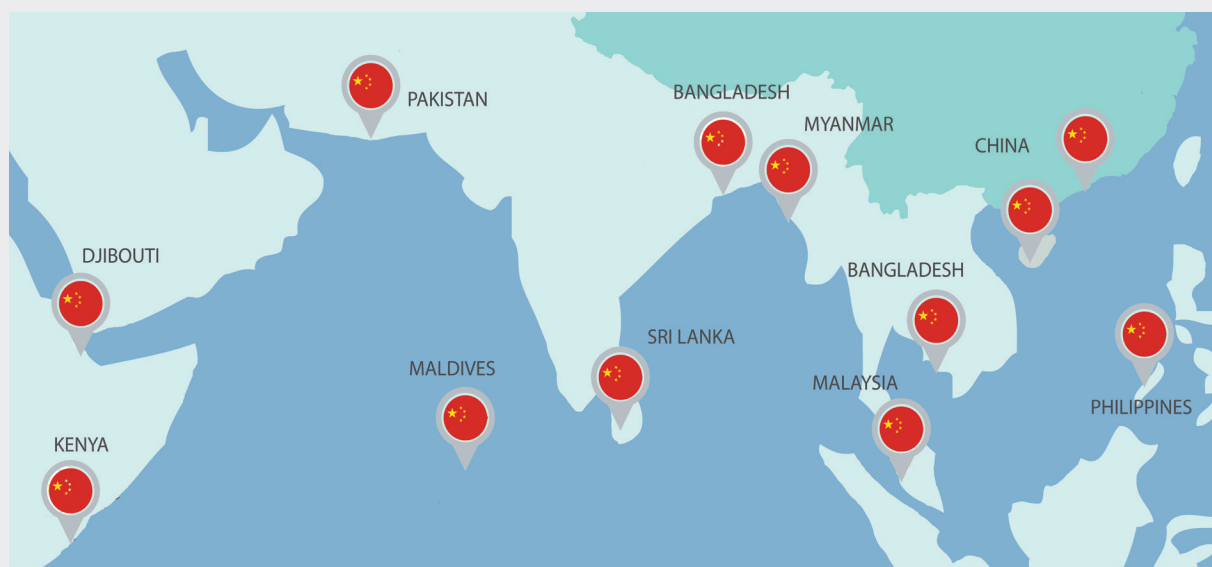 BANGLADESH
PAKISTAN
MYANMAR
CHINA
DJIBOUTI
BANGLADESH
SRI LANKA
MALDIVES
MALAYSIA
PHILIPPINES
KENYA